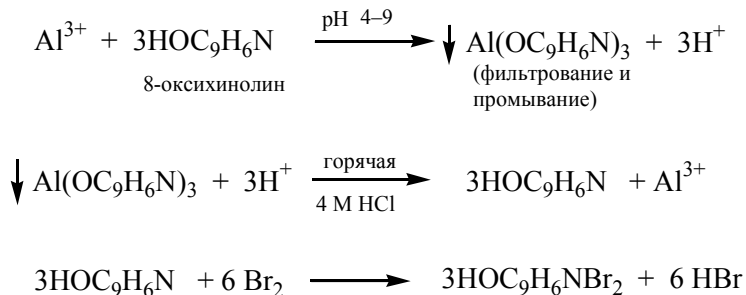 Al³⁺ + 3HOC₉H₆N pH 4–9 Al(OC₉H₆N)₃ + 3H⁺
8-оксихинолин
(фильтрование и
промывание)
Al(OC₉H₆N)₃ + 3H⁺ горячая 3HOC₉H₆N + Al³⁺
4 М HCl
3HOC₉H₆N + 6 Br₂ 3HOC₉H₆NBr₂ + 6 HBr